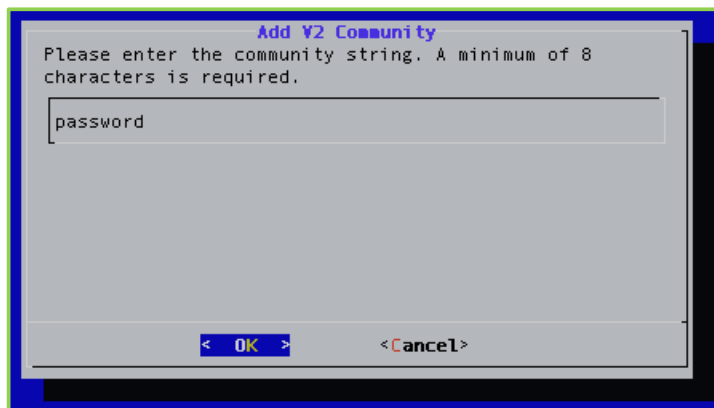 Add V2 Community
Please enter the community string. A minimum of 8
characters is required.
password
< OK > <Cancel>